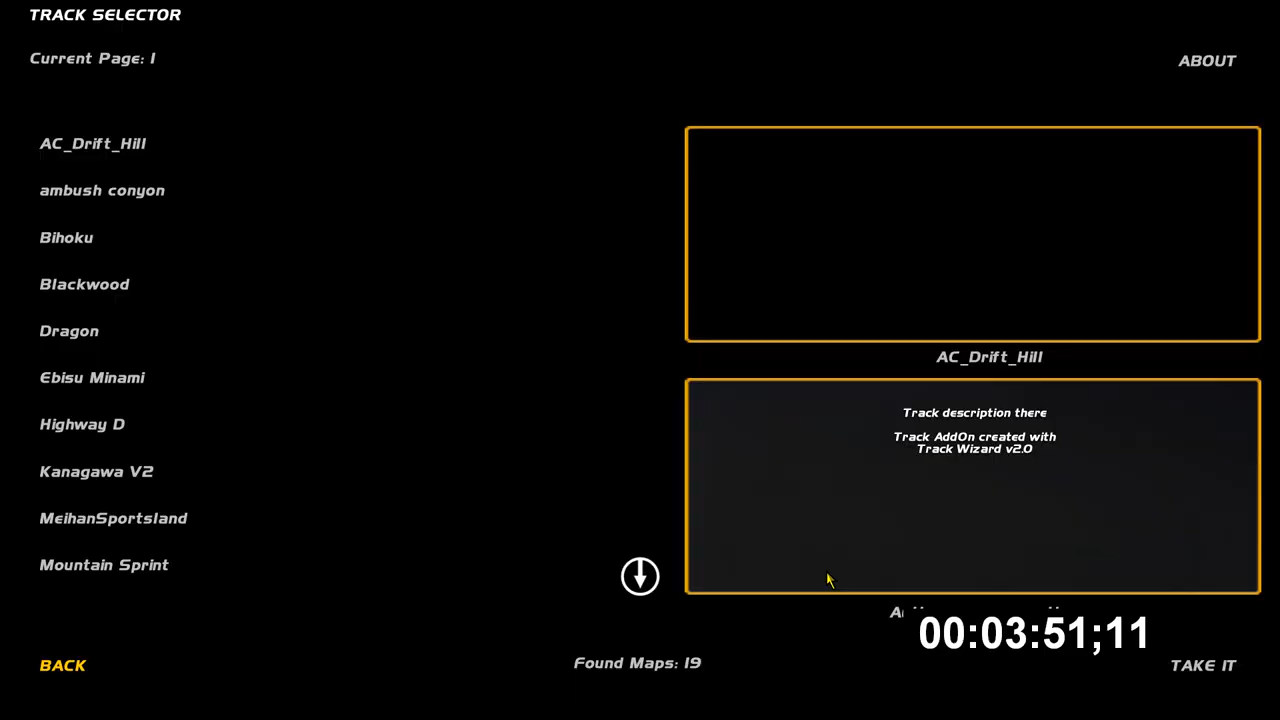 TRACK SELECTOR
Current Page: 1
ABOUT
AC_Drift_Hill
ambush conyon
Bihoku
Blackwood
Dragon
Ebisu Minami
Highway D
Kanagawa V2
MeihanSportsland
Mountain Sprint
AC_Drift_Hill
Track description there
Track AddOn created with
Track Wizard v2.0
00:03:51;11
BACK
Found Maps: 19
TAKE IT